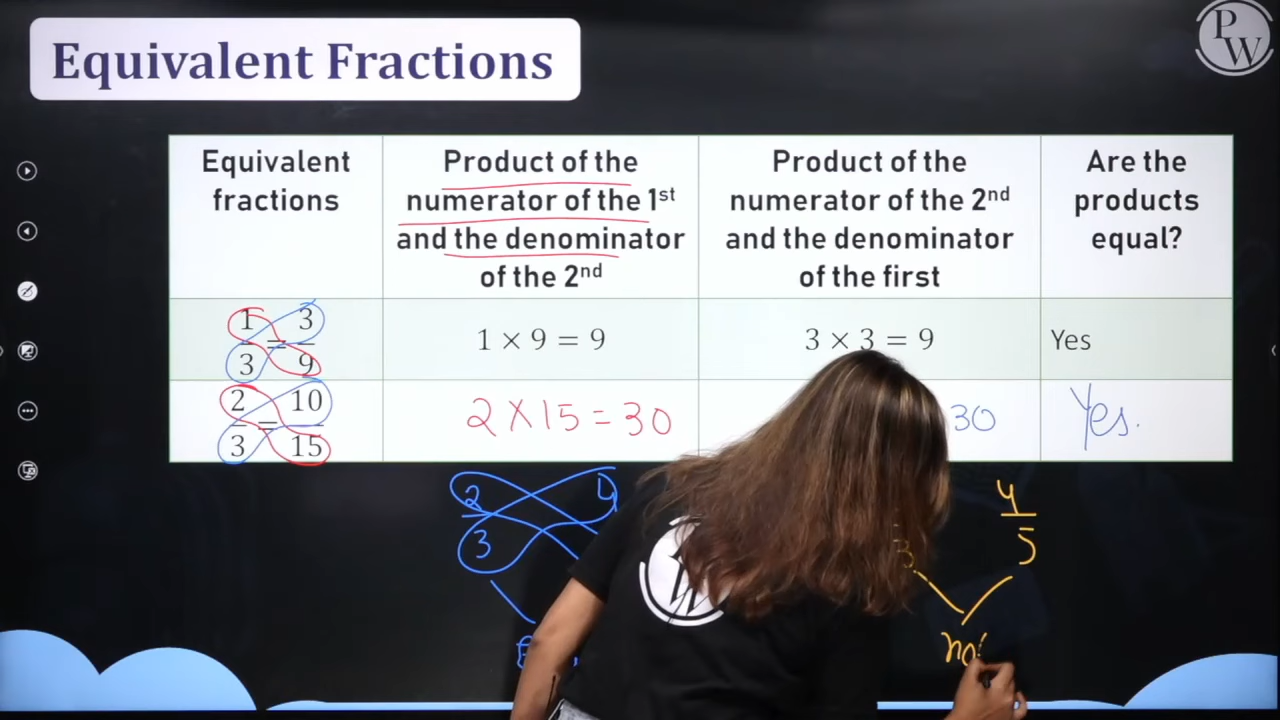 Equivalent Fractions
PW
Equivalent fractions
Product of the numerator of the 1st and the denominator of the 2nd
Product of the numerator of the 2nd and the denominator of the first
Are the products equal?
1/3 = 3/9
1 × 9 = 9
3 × 3 = 9
Yes
2/3 = 10/15
2 × 15 = 30
30
Yes.
2/3
4
3
4/5